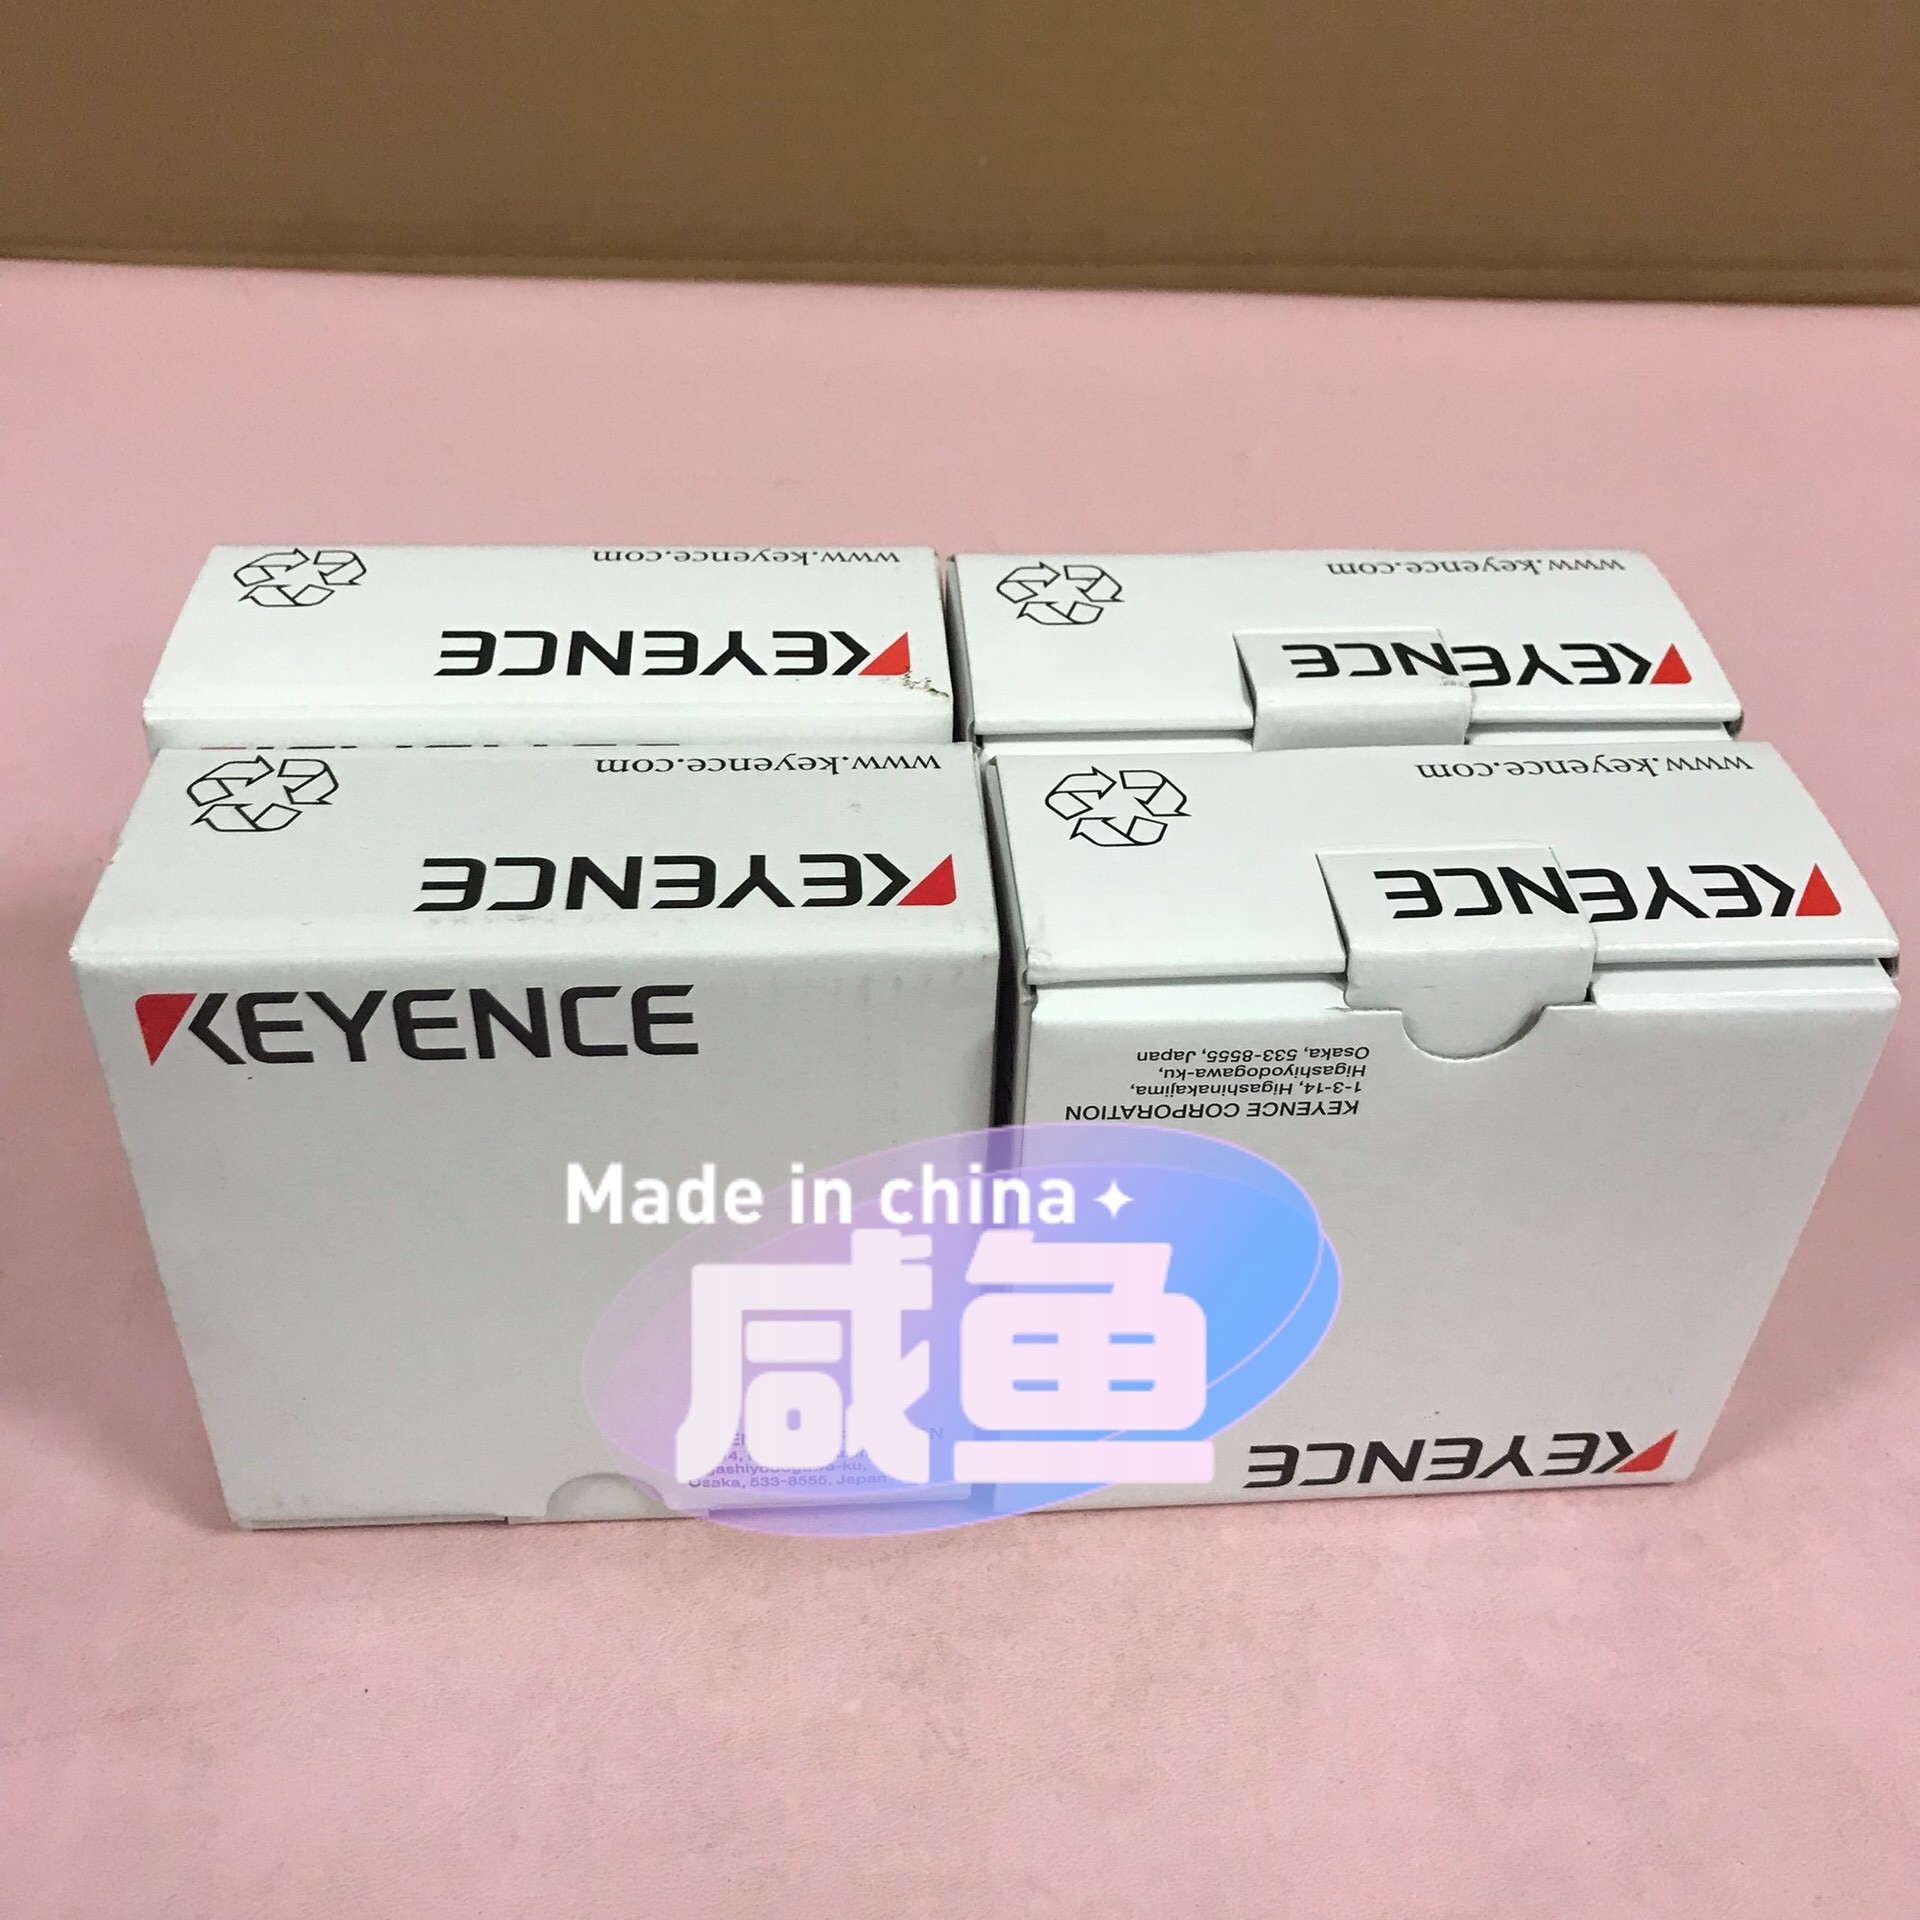 www.keyence.com
KEYENCE
www.keyence.com
KEYENCE
www.keyence.com
KEYENCE
www.keyence.com
KEYENCE
KEYENCE
KEYENCE CORPORATION
1-3-14, Higashinakajima,
Higashiyodogawa-ku,
Osaka, 533-8555, Japan
Made in china
咸鱼
Osaka, 533-8555, Japan
KEYENCE